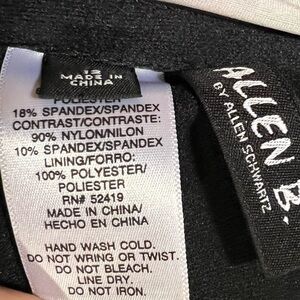 12
MADE IN
CHINA
POLIESTER
18% SPANDEX/SPANDEX
CONTRAST/CONTRASTE:
90% NYLON/NILON
10% SPANDEX/SPANDEX
LINING/FORRO:
100% POLYESTER/
POLIESTER
RN# 52419
MADE IN CHINA/
HECHO EN CHINA
HAND WASH COLD.
DO NOT WRING OR TWIST.
DO NOT BLEACH.
LINE DRY.
DO NOT IRON.
ALLEN B.
BY ALLEN SCHWARTZ